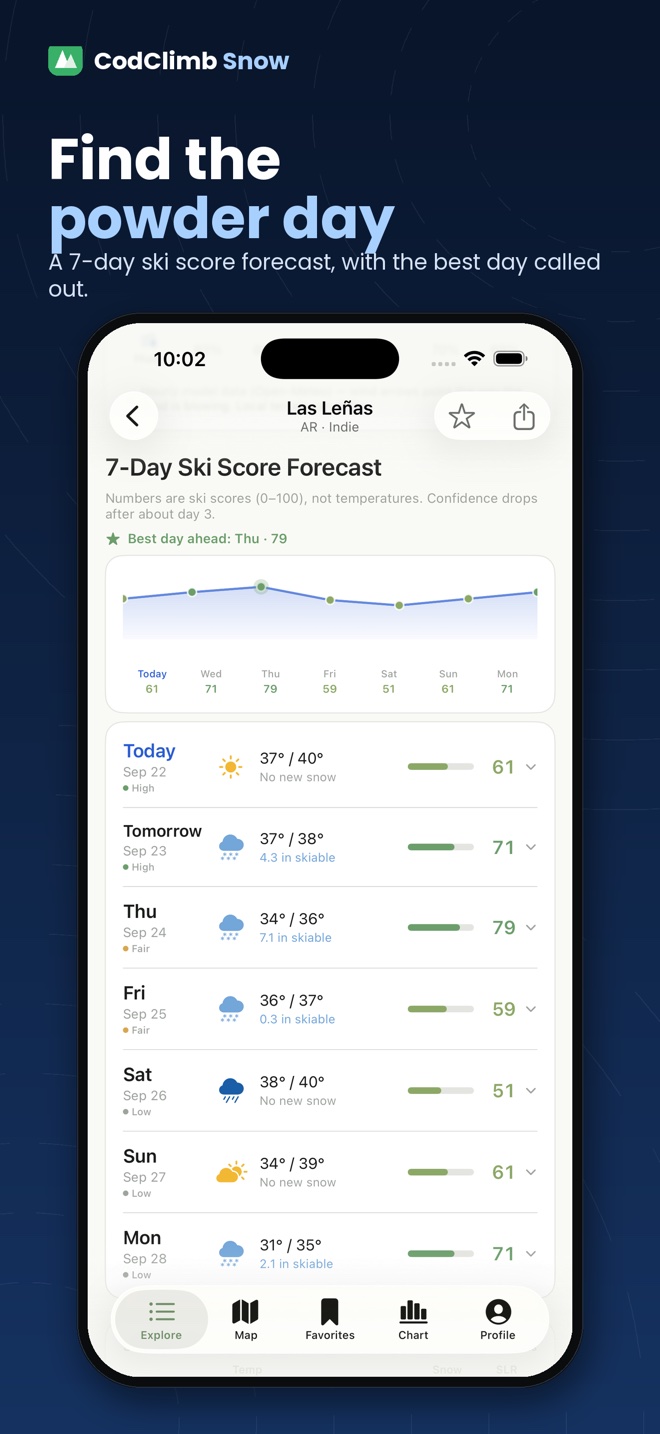 CodClimb Snow
Find the
powder day
A 7-day ski score forecast, with the best day called
out.
10:02
Las Leñas
AR · Indie
7-Day Ski Score Forecast
Numbers are ski scores (0–100), not temperatures. Confidence drops
after about day 3.
Best day ahead: Thu · 79
Today Wed Thu Fri Sat Sun Mon
61 71 79 59 51 61 71
Today
Sep 22
High
37° / 40°
No new snow
61
Tomorrow
Sep 23
High
37° / 38°
4.3 in skiable
71
Thu
Sep 24
Fair
34° / 36°
7.1 in skiable
79
Fri
Sep 25
Fair
36° / 37°
0.3 in skiable
59
Sat
Sep 26
Low
38° / 40°
No new snow
51
Sun
Sep 27
Low
34° / 39°
No new snow
61
Mon
Sep 28
Low
31° / 35°
2.1 in skiable
71
Explore Map Favorites Chart Profile
Temp Snow SLR